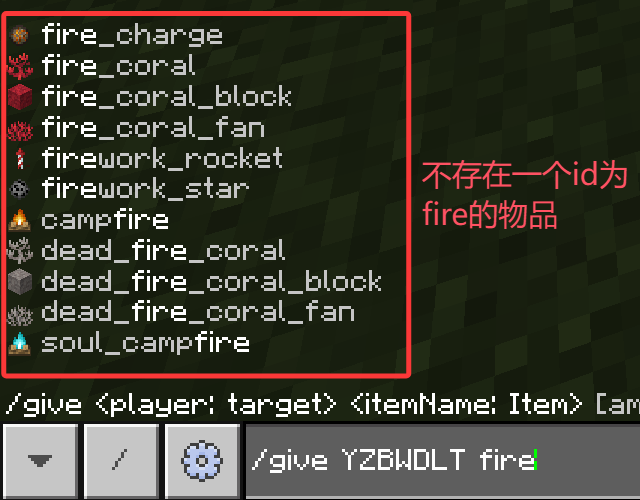 fire_charge
fire_coral
fire_coral_block
fire_coral_fan
firework_rocket
firework_star
campfire
dead_fire_coral
dead_fire_coral_block
dead_fire_coral_fan
soul_campfire
不存在一个id为
fire的物品
/give <player: target> <itemName: Item> [am
/
/give YZBWDLT fire